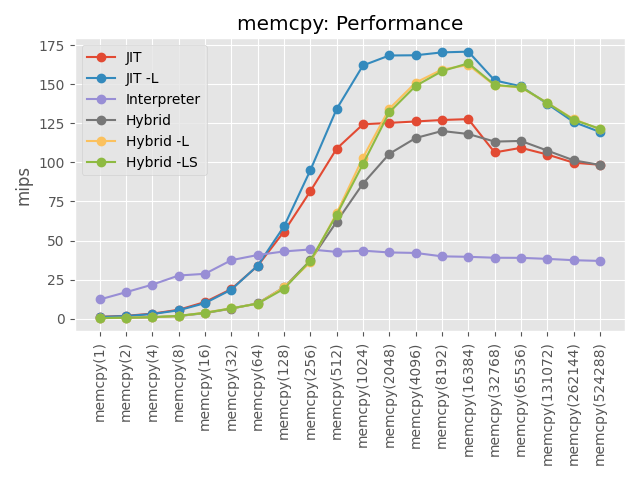 memcpy: Performance
mips
175
150
125
100
75
50
25
0
JIT
JIT -L
Interpreter
Hybrid
Hybrid -L
Hybrid -LS
memcpy(1)
memcpy(2)
memcpy(4)
memcpy(8)
memcpy(16)
memcpy(32)
memcpy(64)
memcpy(128)
memcpy(256)
memcpy(512)
memcpy(1024)
memcpy(2048)
memcpy(4096)
memcpy(8192)
memcpy(16384)
memcpy(32768)
memcpy(65536)
memcpy(131072)
memcpy(262144)
memcpy(524288)